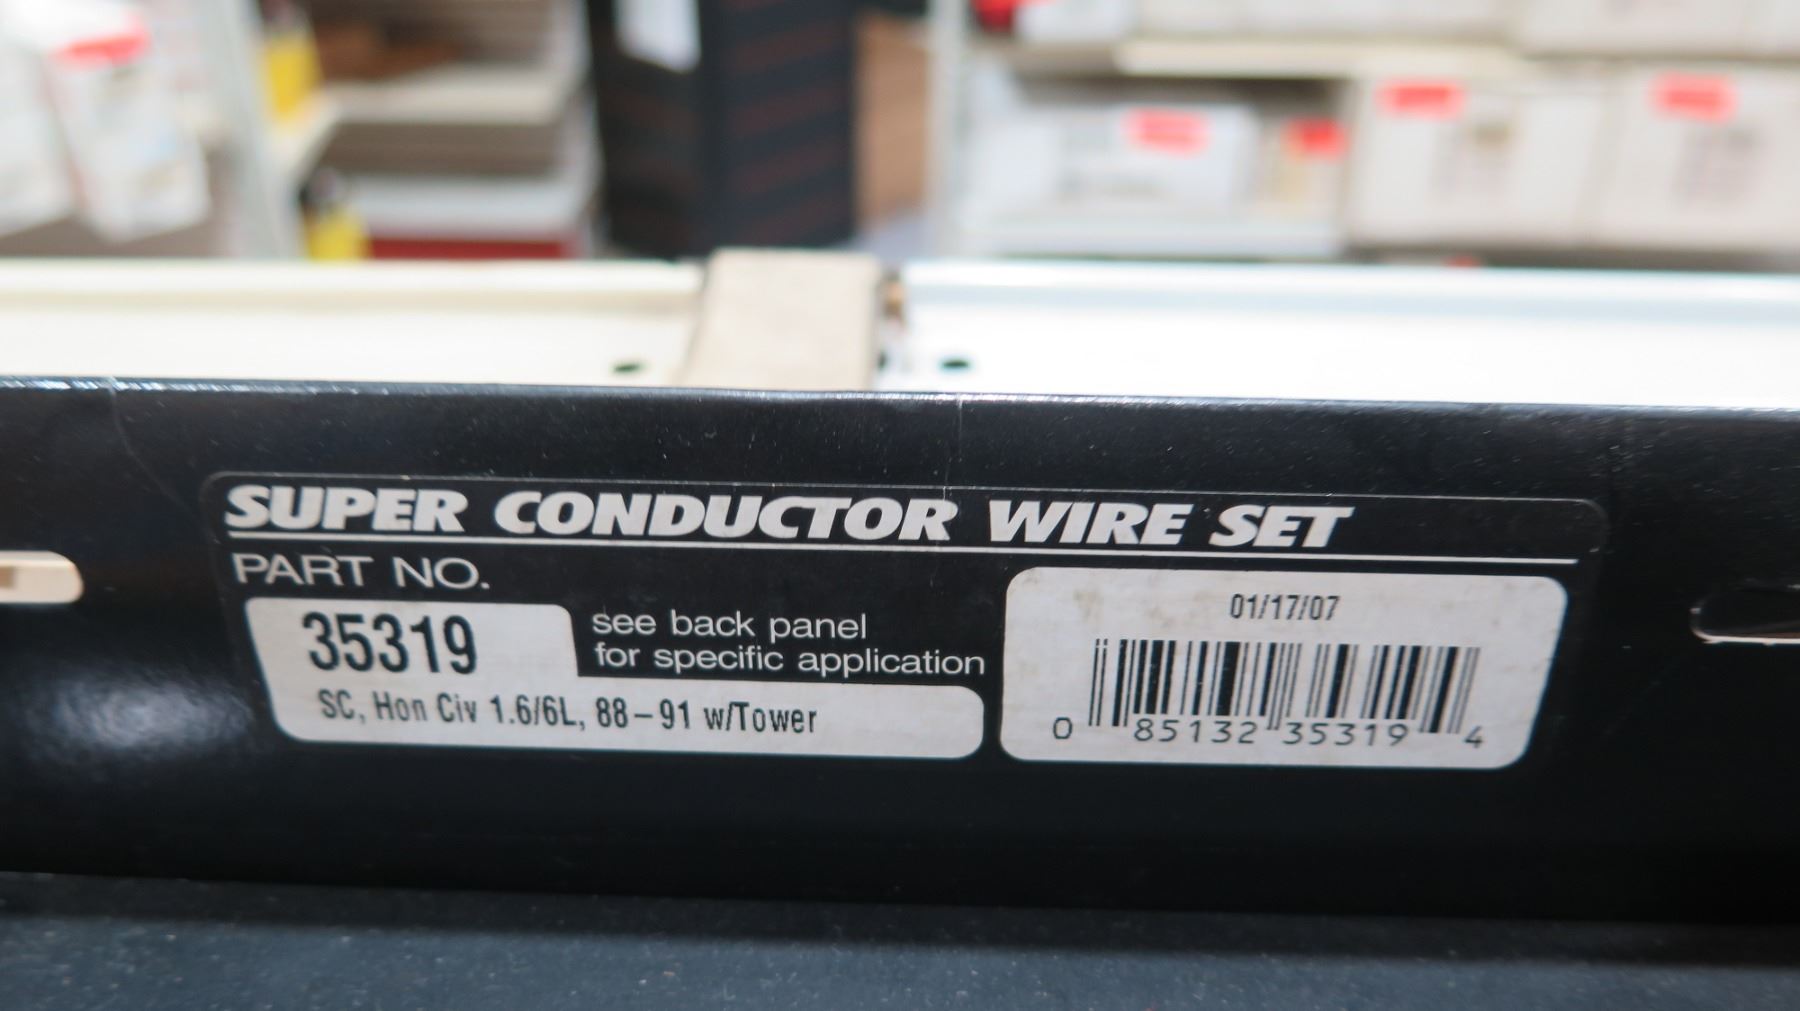 SUPER CONDUCTOR WIRE SET
PART NO.
35319
see back panel
for specific application
SC, Hon Civ 1.6/6L, 88-91 w/Tower
01/17/07
0 85132 35319 4